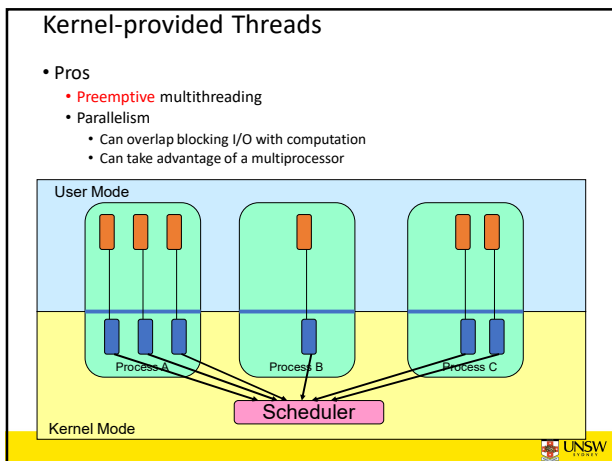 Kernel-provided Threads
• Pros
• Preemptive multithreading
• Parallelism
• Can overlap blocking I/O with computation
• Can take advantage of a multiprocessor
User Mode
Process A
Process B
Process C
Scheduler
Kernel Mode
UNSW
SYDNEY